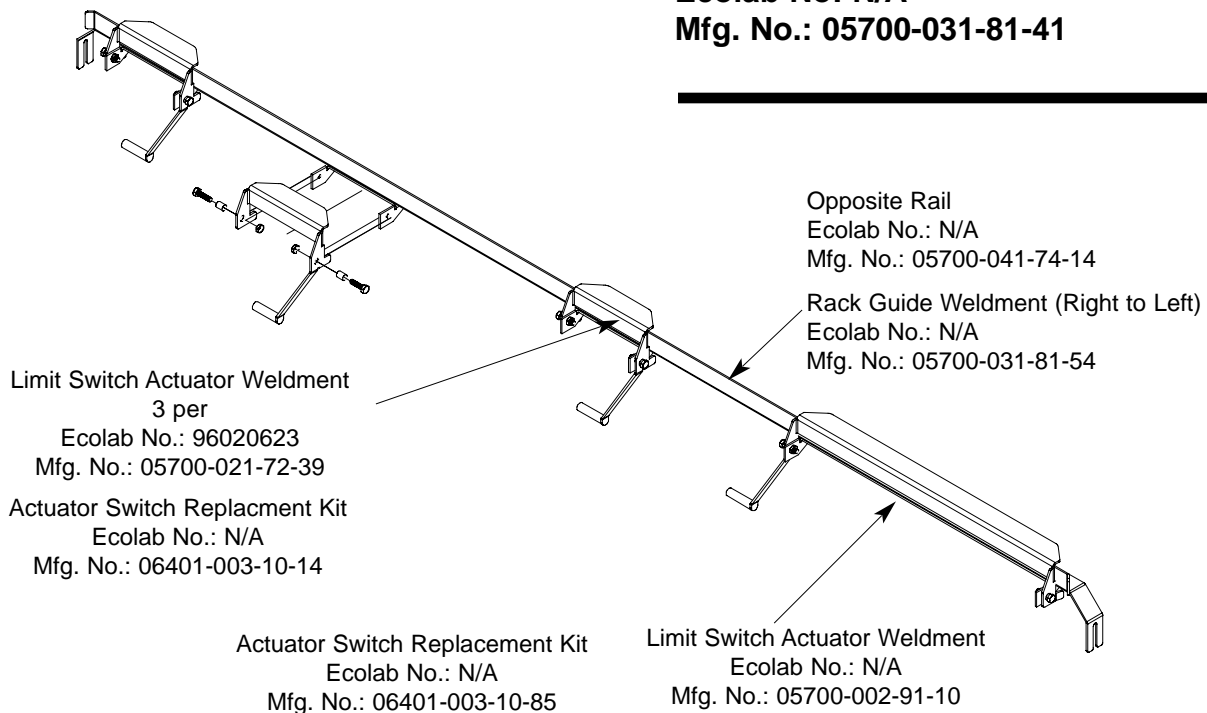 Ecolab No: N/A
Mfg. No.: 05700-031-81-41
Opposite Rail
Ecolab No.: N/A
Mfg. No.: 05700-041-74-14
Rack Guide Weldment (Right to Left)
Ecolab No.: N/A
Mfg. No.: 05700-031-81-54
Limit Switch Actuator Weldment
3 per
Ecolab No.: 96020623
Mfg. No.: 05700-021-72-39
Actuator Switch Replacment Kit
Ecolab No.: N/A
Mfg. No.: 06401-003-10-14
Actuator Switch Replacement Kit
Ecolab No.: N/A
Mfg. No.: 06401-003-10-85
Limit Switch Actuator Weldment
Ecolab No.: N/A
Mfg. No.: 05700-002-91-10